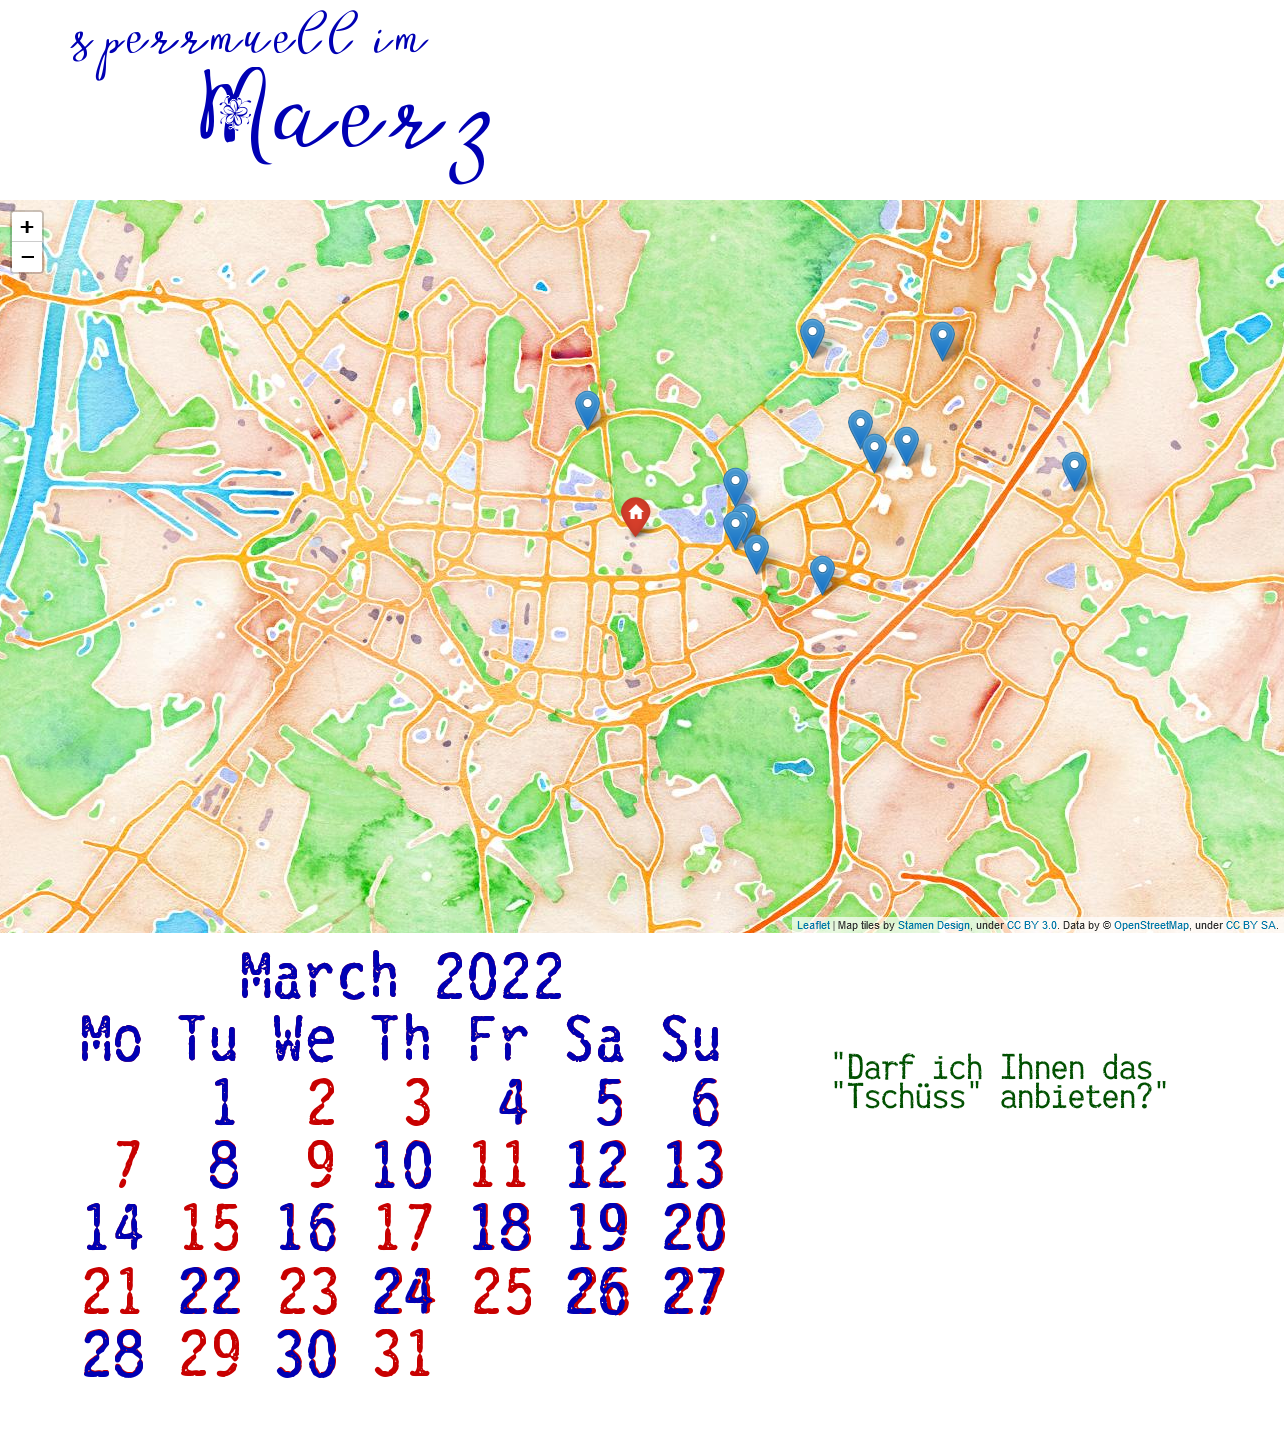 sperrmuell im
Maerz
+
−
Leaflet | Map tiles by Stamen Design, under CC BY 3.0. Data by © OpenStreetMap, under CC BY SA.
March 2022
Mo Tu We Th Fr Sa Su
1 2 3 4 5 6
7 8 9 10 11 12 13
14 15 16 17 18 19 20
21 22 23 24 25 26 27
28 29 30 31
"Darf ich Ihnen das
"Tschüss" anbieten?"